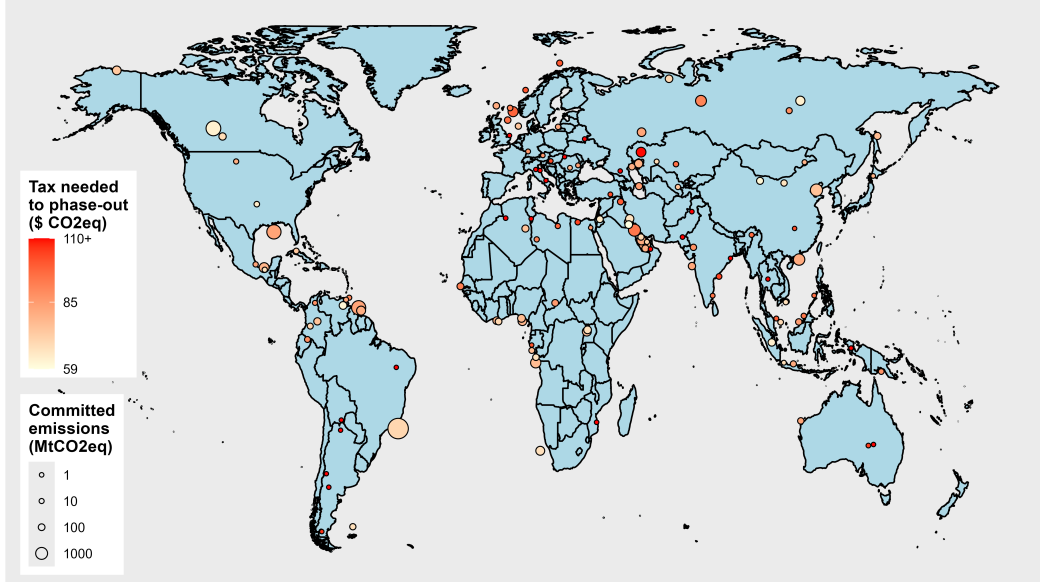 Tax needed
to phase-out
($ CO2eq)
110+
85
59
Committed
emissions
(MtCO2eq)
1
10
100
1000